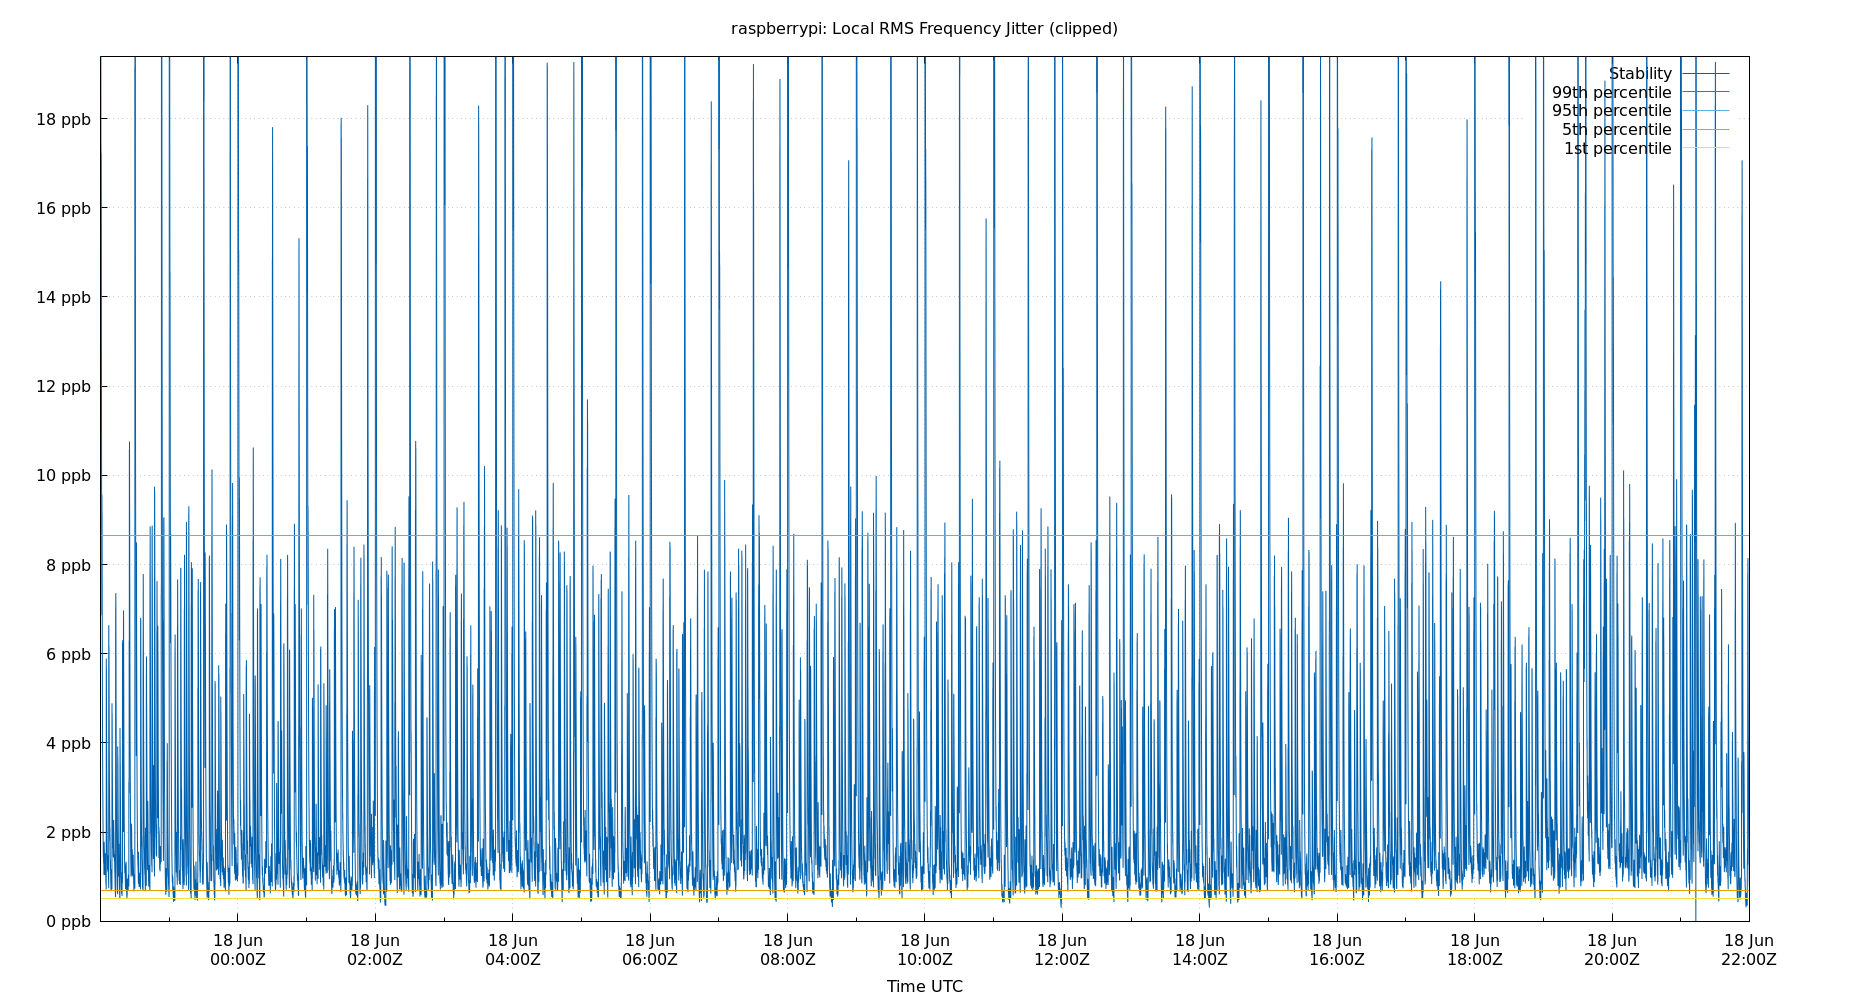 raspberrypi: Local RMS Frequency Jitter (clipped)
Stability
99th percentile
95th percentile
5th percentile
1st percentile
18 ppb
16 ppb
14 ppb
12 ppb
10 ppb
8 ppb
6 ppb
4 ppb
2 ppb
0 ppb
18 Jun 18 Jun 18 Jun 18 Jun 18 Jun 18 Jun 18 Jun 18 Jun 18 Jun 18 Jun 18 Jun 18 Jun
00:00Z 02:00Z 04:00Z 06:00Z 08:00Z 10:00Z 12:00Z 14:00Z 16:00Z 18:00Z 20:00Z 22:00Z
Time UTC